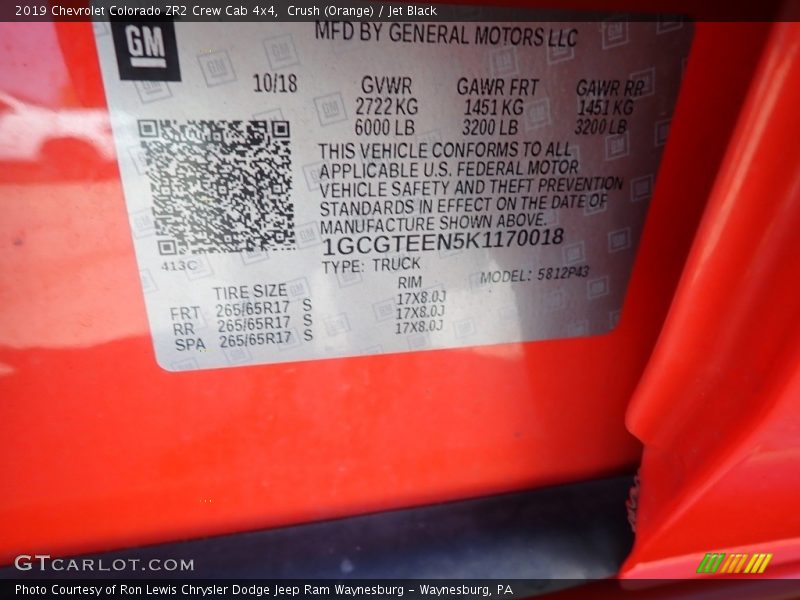 2019 Chevrolet Colorado ZR2 Crew Cab 4x4, Crush (Orange) / Jet Black
GM
MFD BY GENERAL MOTORS LLC
10/18 GVWR GAWR FRT GAWR RR
2722 KG 1451 KG 1451 KG
6000 LB 3200 LB 3200 LB
THIS VEHICLE CONFORMS TO ALL
APPLICABLE U.S. FEDERAL MOTOR
VEHICLE SAFETY AND THEFT PREVENTION
STANDARDS IN EFFECT ON THE DATE OF
MANUFACTURE SHOWN ABOVE.
1GCGTEEN5K1170018
413C TYPE: TRUCK MODEL: 5812P43
TIRE SIZE RIM
FRT 265/65R17 S 17X8.0J
RR 265/65R17 S 17X8.0J
SPA 265/65R17 S 17X8.0J
GTCARLOT.COM
Photo Courtesy of Ron Lewis Chrysler Dodge Jeep Ram Waynesburg - Waynesburg, PA